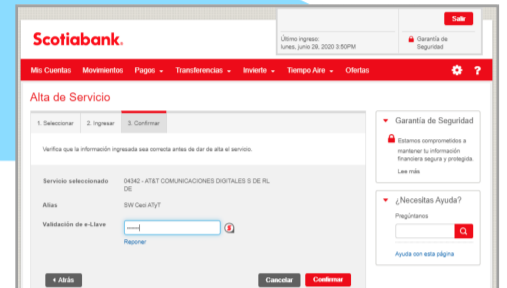 Salir
Scotiabank.
Último ingreso:
lunes, junio 29, 2020 3:50PM
Garantía de
Seguridad
Mis Cuentas Movimientos Pagos Transferencias Invierte Tiempo Aire Ofertas ?
Alta de Servicio
1. Seleccionar 2. Ingresar 3. Confirmar
Verifica que la información ingresada sea correcta antes de dar de alta el servicio.
Servicio seleccionado 04342 - AT&T COMUNICACIONES DIGITALES S DE RL
DE
Alias SW Ceci ATyT
Validación de e-Llave
Reponer
Atrás Cancelar Confirmar
Garantía de Seguridad
Estamos comprometidos a
mantener tu información
financiera segura y protegida.
Lee más
¿Necesitas Ayuda?
Pregúntanos
Ayuda con esta página